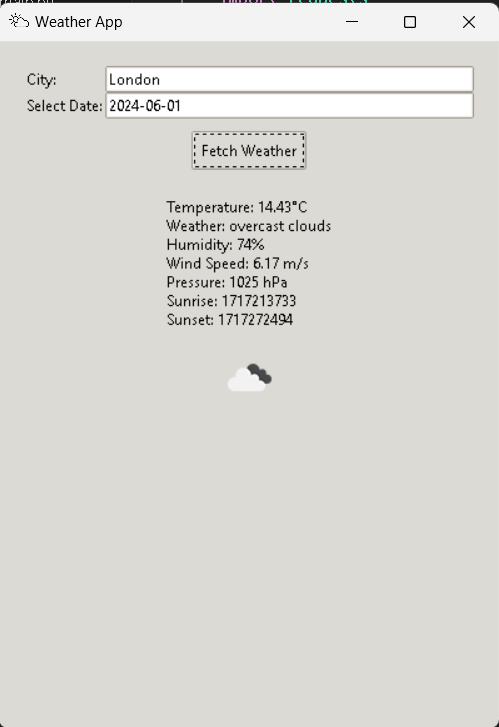 Weather App
City: London
Select Date: 2024-06-01
Fetch Weather
Temperature: 14.43°C
Weather: overcast clouds
Humidity: 74%
Wind Speed: 6.17 m/s
Pressure: 1025 hPa
Sunrise: 1717213733
Sunset: 1717272494